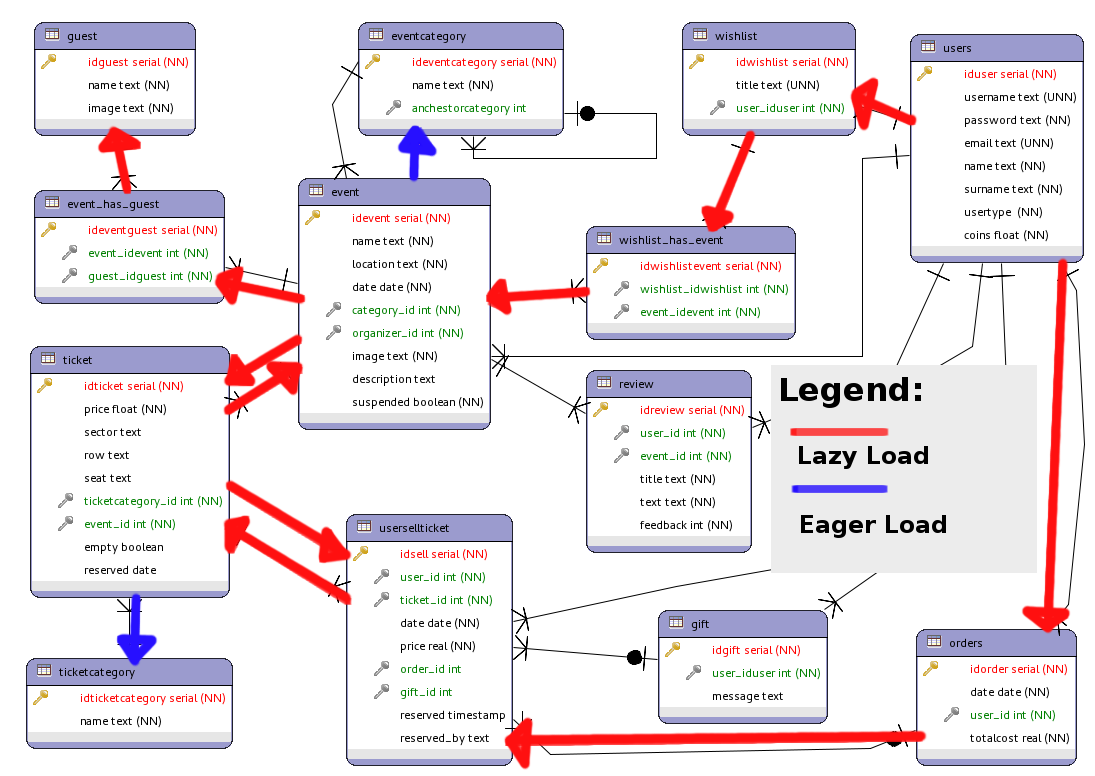 guest
idguest serial (NN)
name text (NN)
image text (NN)
eventcategory
ideventcategory serial (NN)
name text (NN)
anchestorcategory int
wishlist
idwishlist serial (NN)
title text (UNN)
user_iduser int (NN)
users
iduser serial (NN)
username text (UNN)
password text (NN)
email text (UNN)
name text (NN)
surname text (NN)
usertype (NN)
coins float (NN)
event_has_guest
ideventguest serial (NN)
event_idevent int (NN)
guest_idguest int (NN)
event
idevent serial (NN)
name text (NN)
location text (NN)
date date (NN)
category_id int (NN)
organizer_id int (NN)
image text (NN)
description text
suspended boolean (NN)
wishlist_has_event
idwishlistevent serial (NN)
wishlist_idwishlist int (NN)
event_idevent int (NN)
ticket
idticket serial (NN)
price float (NN)
sector text
row text
seat text
ticketcategory_id int (NN)
event_id int (NN)
empty boolean
reserved date
review
idreview serial (NN)
user_id int (NN)
event_id int (NN)
title text (NN)
text text (NN)
feedback int (NN)
Legend:
Lazy Load
Eager Load
usersellticket
idsell serial (NN)
user_id int (NN)
ticket_id int (NN)
date date (NN)
price real (NN)
order_id int
gift_id int
reserved timestamp
reserved_by text
gift
idgift serial (NN)
user_iduser int (NN)
message text
orders
idorder serial (NN)
date date (NN)
user_id int (NN)
totalcost real (NN)
ticketcategory
idticketcategory serial (NN)
name text (NN)